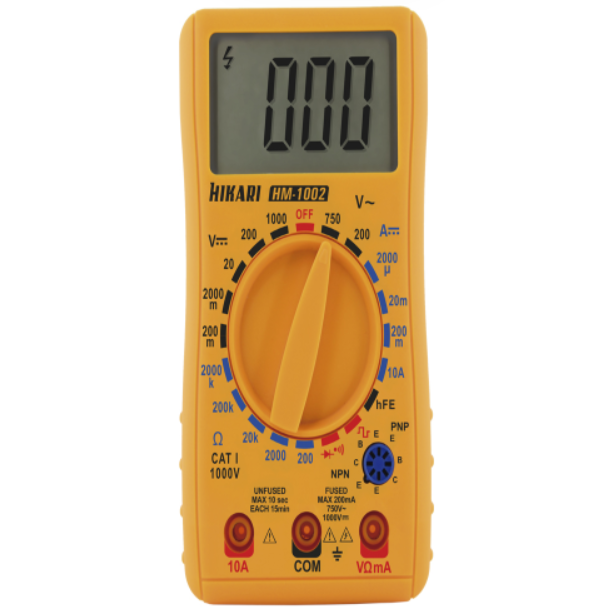 000
HIKARI HM-1002
V~
OFF
750
200
A⎓
2000
µ
20m
200
m
10A
hFE
1000
200
V⎓
20
2000
m
200
m
2000
k
200k
Ω
20k
2000
200
CAT I
1000V
PNP
E
B
C
E
NPN
E
B
C
E
UNFUSED
MAX 10 sec
EACH 15min
FUSED
MAX 200mA
750V~
1000V⎓
10A
COM
VΩmA